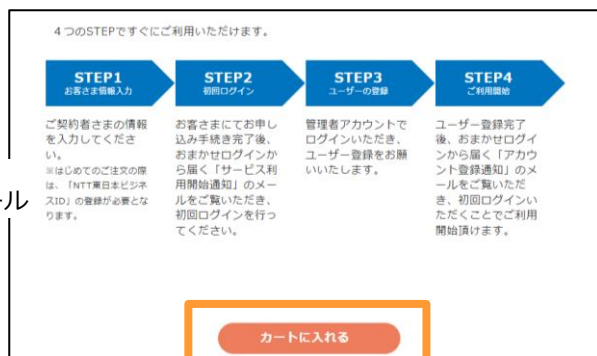 4つのSTEPですぐにご利用いただけます。
STEP1
お客さま情報入力
ご契約者さまの情報
を入力してくださ
い。
※はじめてのご注文の際
は、「NTT東日本ビジネ
スID」の登録が必要とな
ります。
STEP2
初回ログイン
お客さまにてお申し
込み手続き完了後、
おまかせログインか
ら届く「サービス利
用開始通知」のメー
ルをご覧いただき、
初回ログインを行っ
てください。
STEP3
ユーザーの登録
管理者アカウントで
ログインいただき、
ユーザー登録をお願
いいたします。
STEP4
ご利用開始
ユーザー登録完了
後、おまかせログイ
ンから届く「アカウ
ント登録通知」のメ
ールをご覧いただ
き、初回ログインい
ただくことでご利用
開始頂けます。
ール
カートに入れる